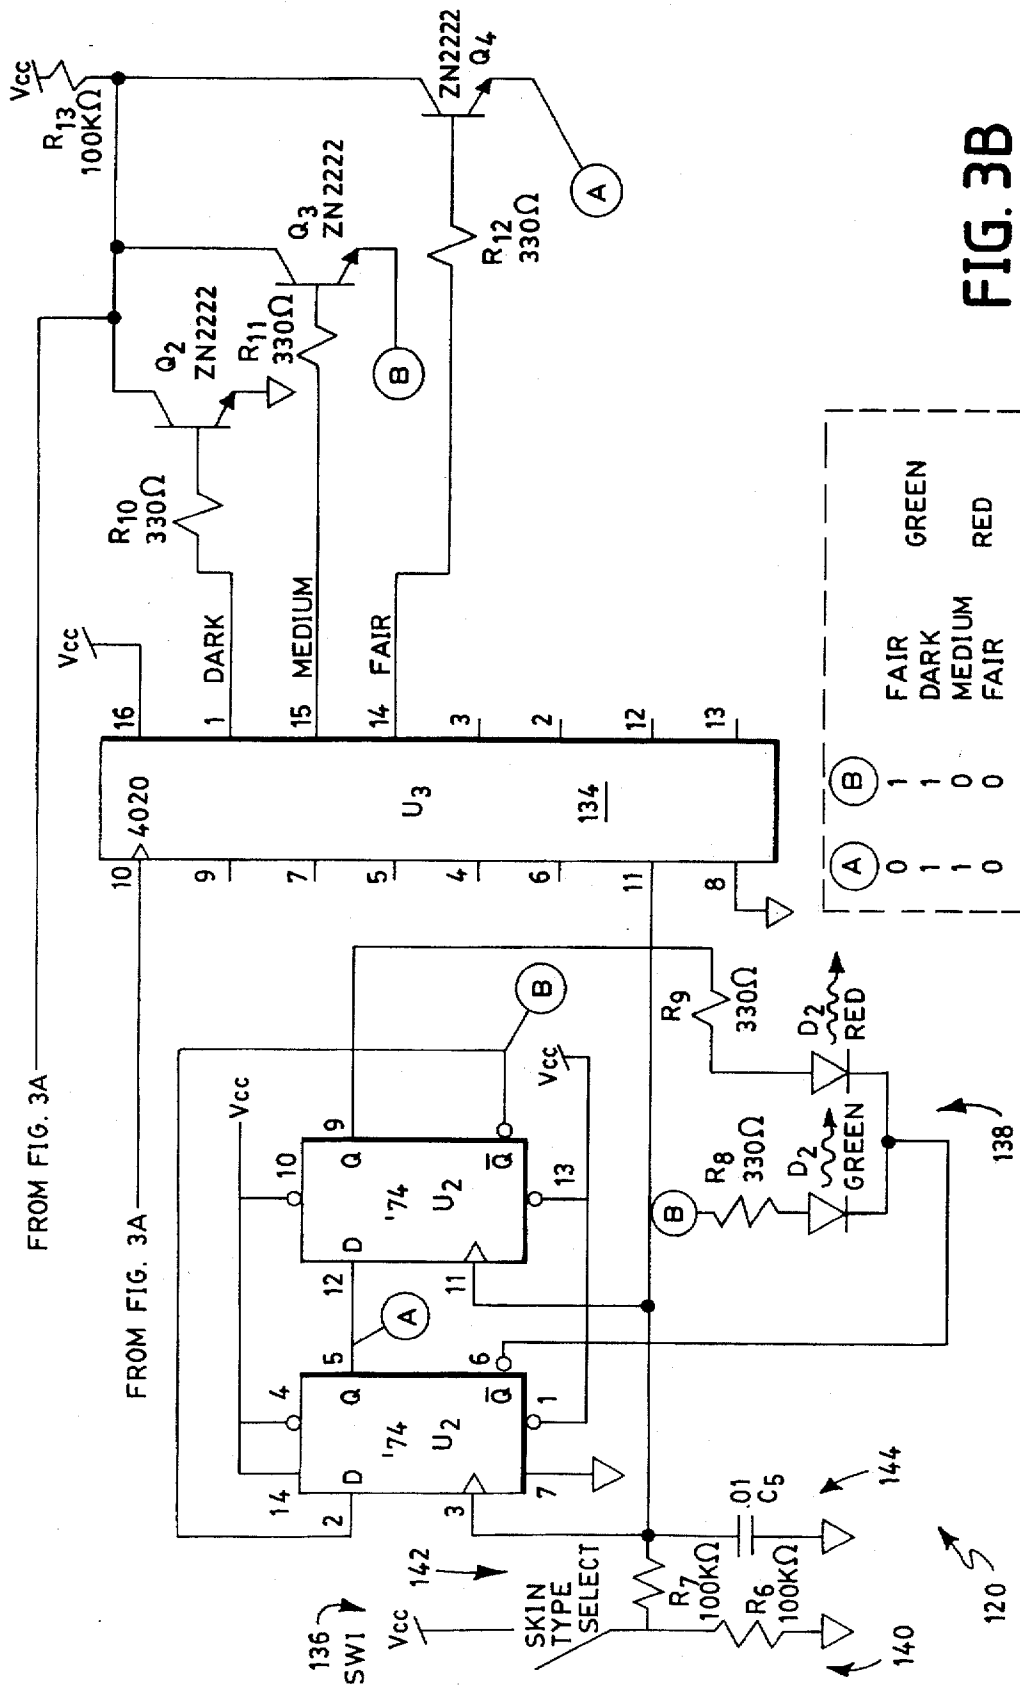 FROM FIG. 3A
FROM FIG. 3A
Vcc
R13
100KΩ
Q2
ZN2222
Q3
ZN2222
ZN2222
Q4
R10
330Ω
R11
330Ω
R12
330Ω
B
A
Vcc
16
1 DARK
15 MEDIUM
14 FAIR
3
2
12
13
10
4020
9
7
5
4
6
11
8
U3
134
Vcc
14
4
2
D
5
Q
'74
U2
3
6
Q̅
7
1
A
10
12
D
9
Q
'74
U2
11
Q̅
13
B
Vcc
R9
330Ω
B
R8
330Ω
D2
GREEN
D2
RED
138
136
SWI
Vcc
142
SKIN
TYPE
SELECT
R7
100KΩ
R6
100KΩ
.01
C5
140
144
120
A B
0 1 FAIR
1 1 DARK GREEN
1 0 MEDIUM
0 0 FAIR RED
FIG. 3B